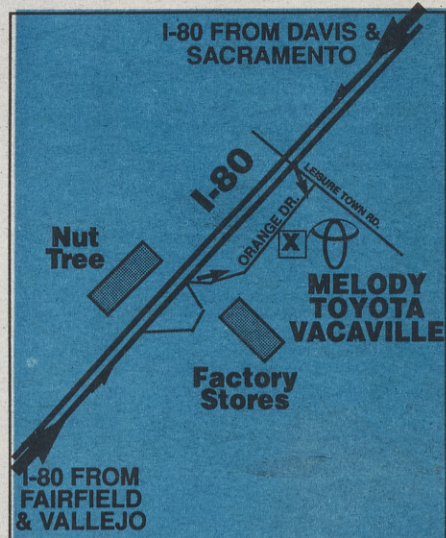 I-80 FROM DAVIS &
SACRAMENTO
I-80
LEISURE TOWN RD.
ORANGE DR.
Nut
Tree
X
MELODY
TOYOTA
VACAVILLE
Factory
Stores
I-80 FROM
FAIRFIELD
& VALLEJO